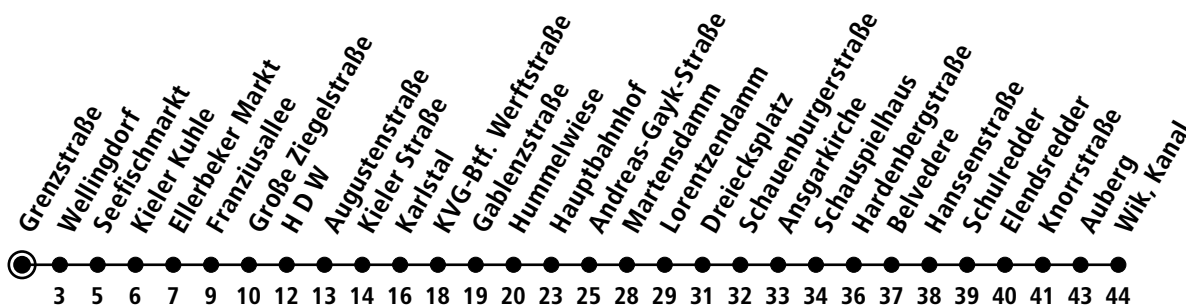 Grenzstraße
Wellingdorf
Seefischmarkt
Kieler Kuhle
Ellerbeker Markt
Franziusallee
Große Ziegelstraße
H D W
Augustenstraße
Kieler Straße
Karlstal
KVG-Btf. Werftstraße
Gablenzstraße
Hummelwiese
Hauptbahnhof
Andreas-Gayk-Straße
Martensdamm
Lorentzendamm
Dreiecksplatz
Schauenburgerstraße
Ansgarkirche
Schauspielhaus
Hardenbergstraße
Belvedere
Hanssenstraße
Schulredder
Elendsredder
Knorrstraße
Auberg
Wik, Kanal
3 5 6 7 9 10 12 13 14 16 18 19 20 23 25 28 29 31 32 33 34 36 37 38 39 40 41 43 44